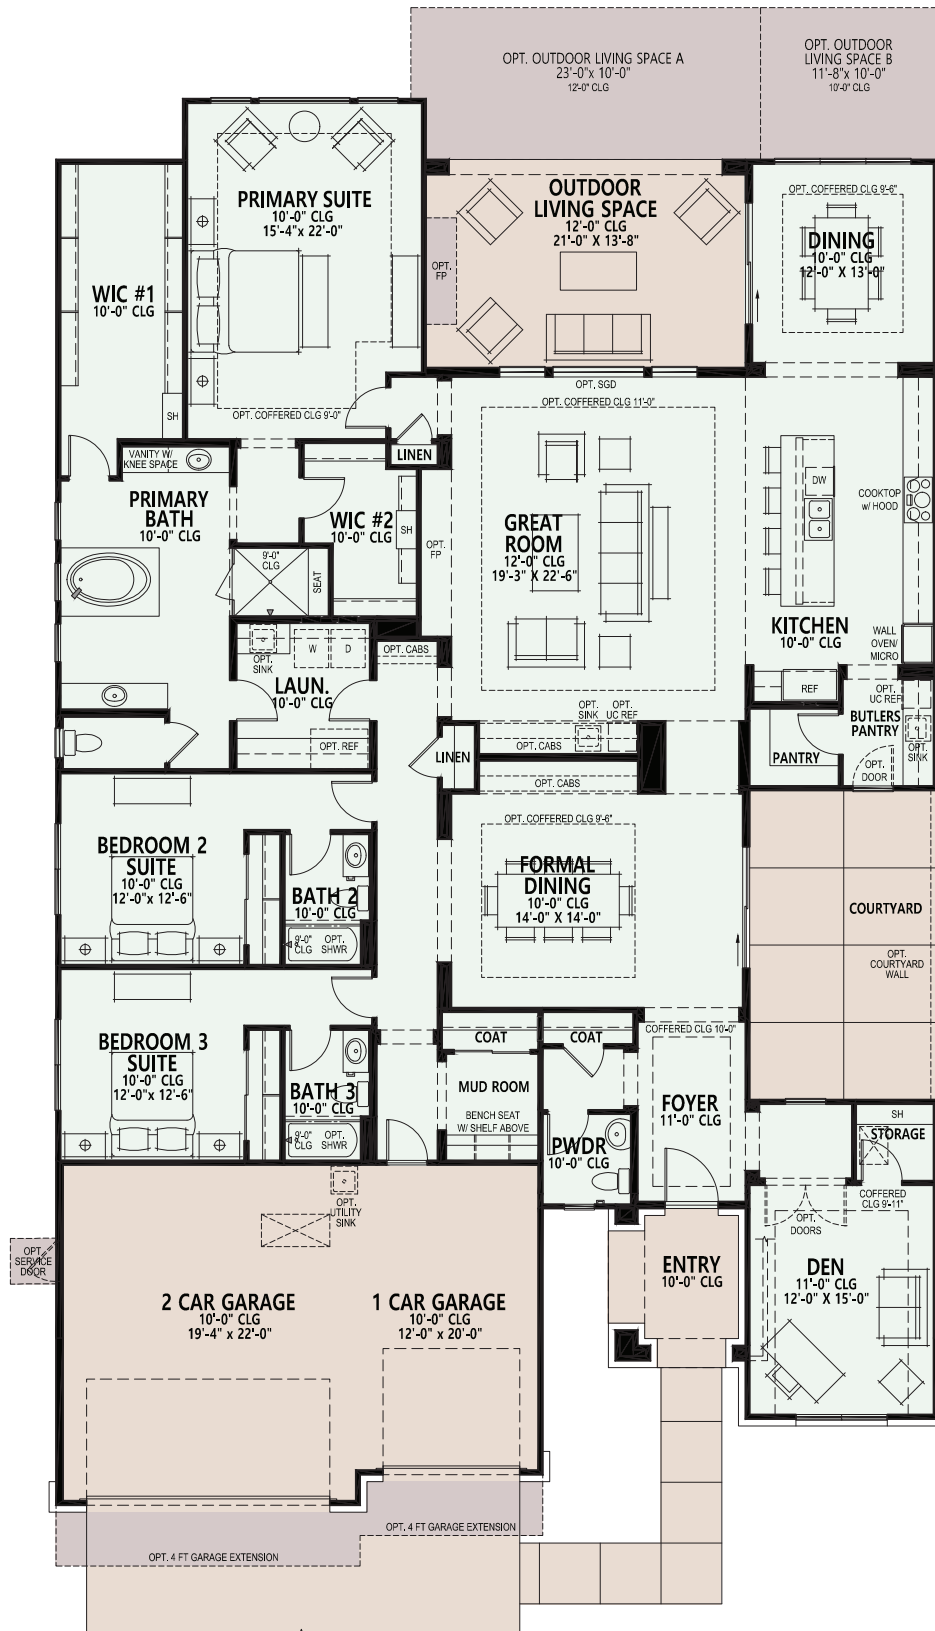 OPT. OUTDOOR LIVING SPACE A
23'-0"x 10'-0"
12'-0" CLG
OPT. OUTDOOR
LIVING SPACE B
11'-8"x 10'-0"
10'-0" CLG
PRIMARY SUITE
10'-0" CLG
15'-4"x 22'-0"
OPT. COFFERED CLG 9'-0"
OUTDOOR
LIVING SPACE
12'-0" CLG
21'-0" X 13'-8"
OPT.
FP
OPT. COFFERED CLG 9'-6"
DINING
10'-0" CLG
12'-0" X 13'-0"
WIC #1
10'-0" CLG
SH
OPT. SGD
OPT. COFFERED CLG 11'-0"
LINEN
VANITY W/
KNEE SPACE
PRIMARY
BATH
10'-0" CLG
WIC #2
10'-0" CLG
SH
OPT.
FP
GREAT
ROOM
12'-0" CLG
19'-3" X 22'-6"
DW
COOKTOP
w/ HOOD
9'-0"
CLG
SEAT
KITCHEN
10'-0" CLG
WALL
OVEN/
MICRO
OPT.
SINK
W
D
OPT. CABS
LAUN.
10'-0" CLG
OPT. REF
REF
OPT.
UC REF
BUTLERS
PANTRY
OPT.
SINK
OPT.
DOOR
PANTRY
OPT.
SINK
OPT.
UC REF
OPT. CABS
LINEN
OPT. CABS
OPT. COFFERED CLG 9'-6"
FORMAL
DINING
10'-0" CLG
14'-0" X 14'-0"
BEDROOM 2
SUITE
10'-0" CLG
12'-0"x 12'-6"
BATH 2
10'-0" CLG
9'-0"
CLG
OPT.
SHWR
COURTYARD
OPT.
COURTYARD
WALL
BEDROOM 3
SUITE
10'-0" CLG
12'-0"x 12'-6"
BATH 3
10'-0" CLG
9'-0"
CLG
OPT.
SHWR
COAT
COAT
COFFERED CLG 10'-0"
MUD ROOM
BENCH SEAT
W/ SHELF ABOVE
FOYER
11'-0" CLG
PWDR
10'-0" CLG
SH
STORAGE
COFFERED
CLG 9'-11"
OPT.
DOORS
DEN
11'-0" CLG
12'-0" X 15'-0"
OPT.
UTILITY
SINK
OPT.
SERVICE
DOOR
ENTRY
10'-0" CLG
2 CAR GARAGE
10'-0" CLG
19'-4" x 22'-0"
1 CAR GARAGE
10'-0" CLG
12'-0" x 20'-0"
OPT. 4 FT GARAGE EXTENSION
OPT. 4 FT GARAGE EXTENSION